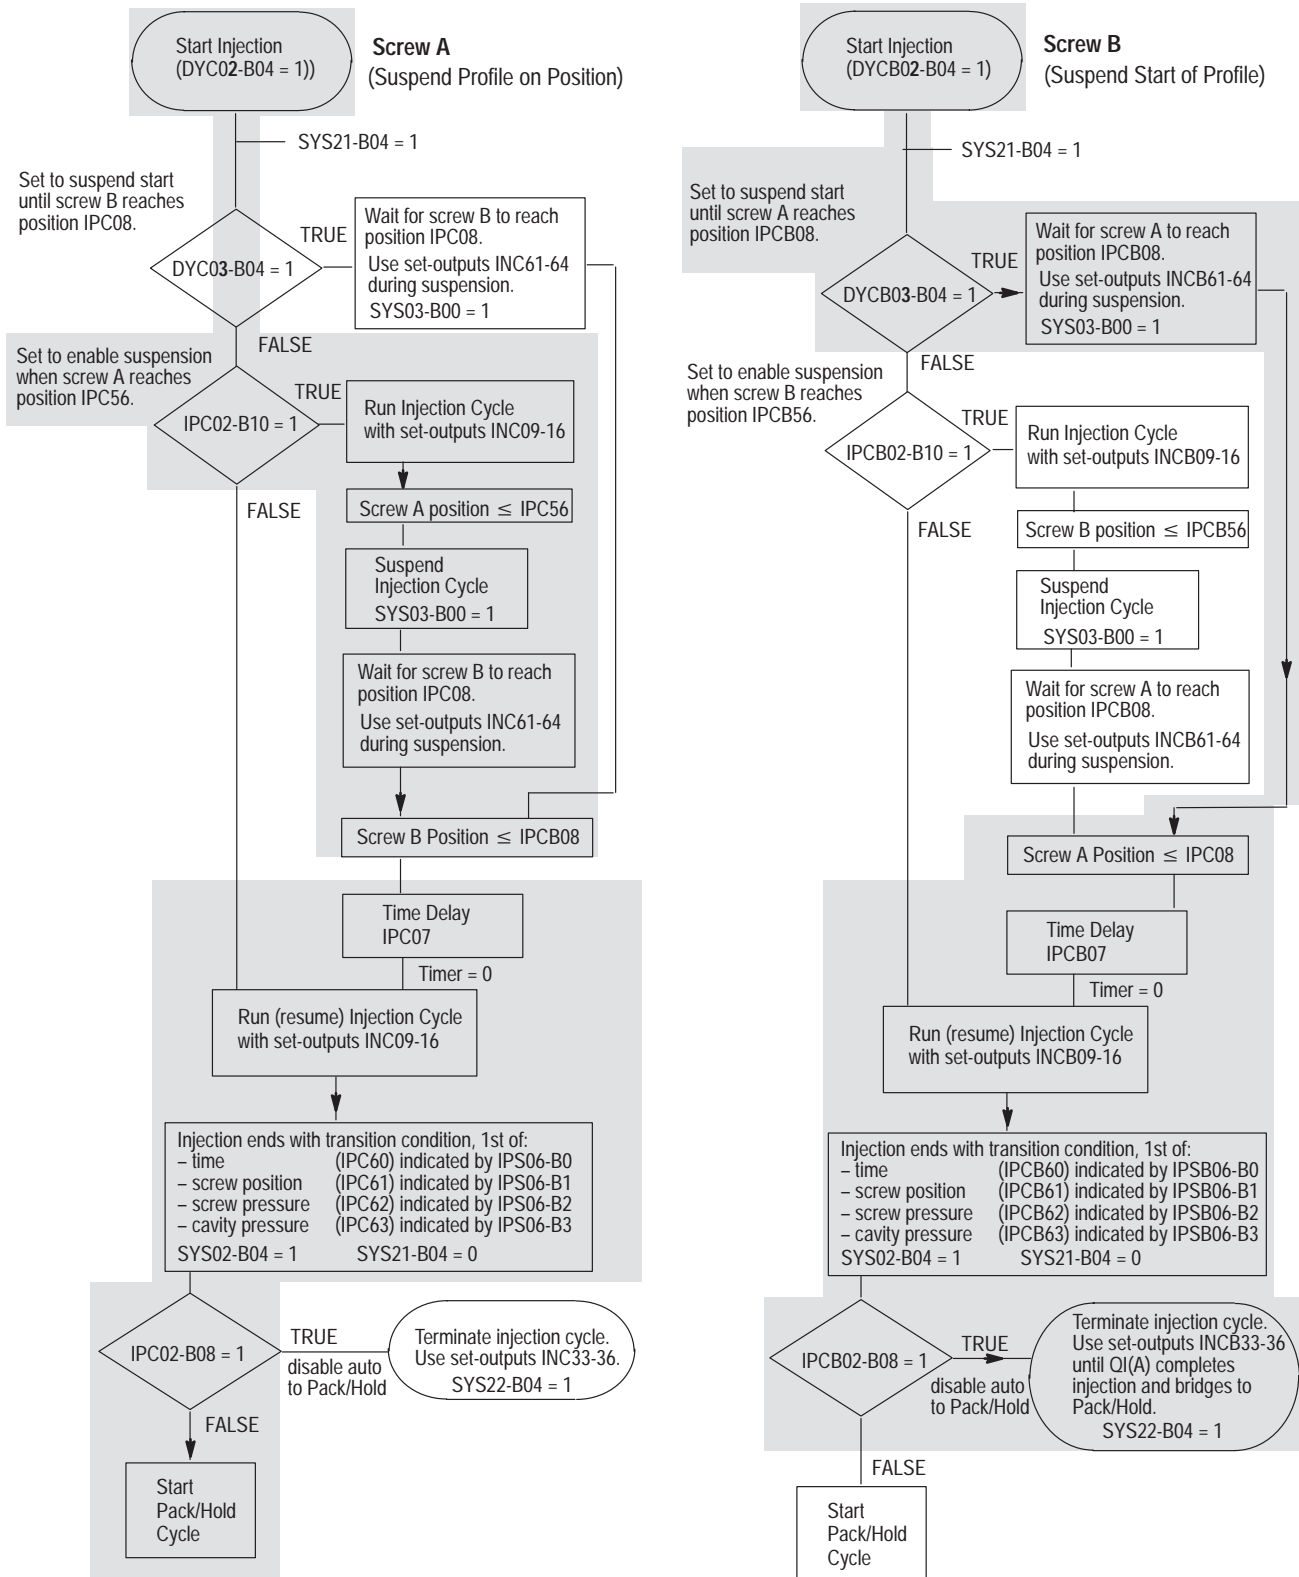 Start Injection
(DYC02-B04 = 1))
Screw A
(Suspend Profile on Position)
SYS21-B04 = 1
Set to suspend start
until screw B reaches
position IPC08.
DYC03-B04 = 1
TRUE
Wait for screw B to reach
position IPC08.
Use set-outputs INC61-64
during suspension.
SYS03-B00 = 1
FALSE
Set to enable suspension
when screw A reaches
position IPC56.
IPC02-B10 = 1
TRUE
Run Injection Cycle
with set-outputs INC09-16
FALSE
Screw A position ≤ IPC56
Suspend
Injection Cycle
SYS03-B00 = 1
Wait for screw B to reach
position IPC08.
Use set-outputs INC61-64
during suspension.
Screw B Position ≤ IPCB08
Time Delay
IPC07
Timer = 0
Run (resume) Injection Cycle
with set-outputs INC09-16
Injection ends with transition condition, 1st of:
– time (IPC60) indicated by IPS06-B0
– screw position (IPC61) indicated by IPS06-B1
– screw pressure (IPC62) indicated by IPS06-B2
– cavity pressure (IPC63) indicated by IPS06-B3
SYS02-B04 = 1 SYS21-B04 = 0
IPC02-B08 = 1
TRUE
disable auto
to Pack/Hold
Terminate injection cycle.
Use set-outputs INC33-36.
SYS22-B04 = 1
FALSE
Start
Pack/Hold
Cycle
Start Injection
(DYCB02-B04 = 1)
Screw B
(Suspend Start of Profile)
SYS21-B04 = 1
Set to suspend start
until screw A reaches
position IPCB08.
DYCB03-B04 = 1
TRUE
Wait for screw A to reach
position IPCB08.
Use set-outputs INCB61-64
during suspension.
SYS03-B00 = 1
FALSE
Set to enable suspension
when screw B reaches
position IPCB56.
IPCB02-B10 = 1
TRUE
Run Injection Cycle
with set-outputs INCB09-16
FALSE
Screw B position ≤ IPCB56
Suspend
Injection Cycle
SYS03-B00 = 1
Wait for screw A to reach
position IPCB08.
Use set-outputs INCB61-64
during suspension.
Screw A Position ≤ IPC08
Time Delay
IPCB07
Timer = 0
Run (resume) Injection Cycle
with set-outputs INCB09-16
Injection ends with transition condition, 1st of:
– time (IPCB60) indicated by IPSB06-B0
– screw position (IPCB61) indicated by IPSB06-B1
– screw pressure (IPCB62) indicated by IPSB06-B2
– cavity pressure (IPCB63) indicated by IPSB06-B3
SYS02-B04 = 1 SYS21-B04 = 0
IPCB02-B08 = 1
TRUE
disable auto
to Pack/Hold
Terminate injection cycle.
Use set-outputs INCB33-36
until QI(A) completes
injection and bridges to
Pack/Hold.
SYS22-B04 = 1
FALSE
Start
Pack/Hold
Cycle